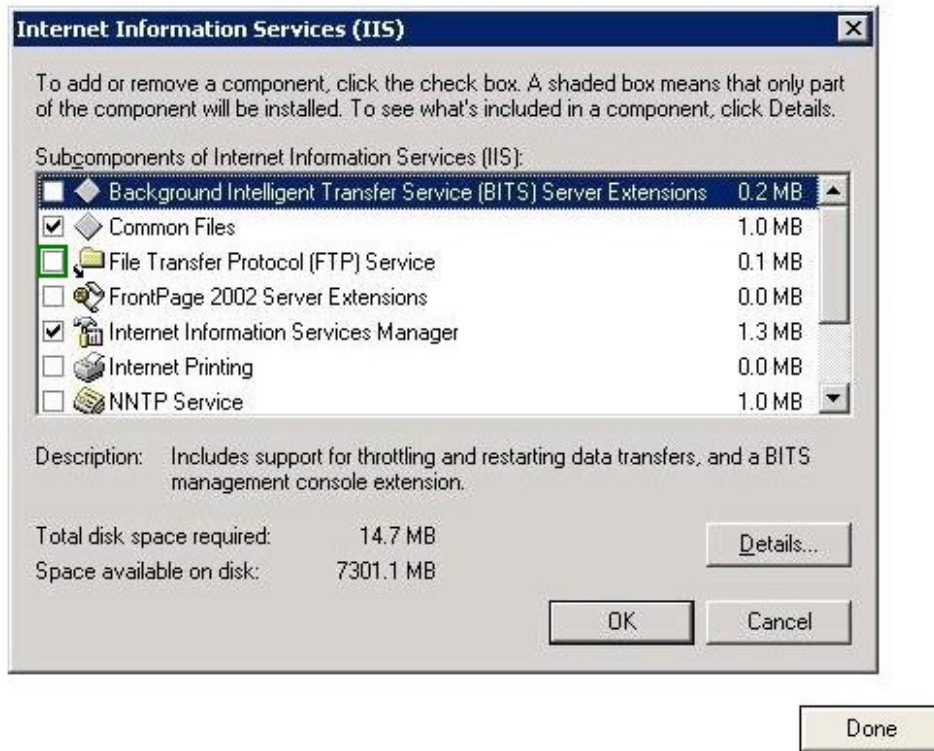 Internet Information Services (IIS)
To add or remove a component, click the check box. A shaded box means that only part
of the component will be installed. To see what's included in a component, click Details.
Subcomponents of Internet Information Services (IIS):
Background Intelligent Transfer Service (BITS) Server Extensions 0.2 MB
Common Files 1.0 MB
File Transfer Protocol (FTP) Service 0.1 MB
FrontPage 2002 Server Extensions 0.0 MB
Internet Information Services Manager 1.3 MB
Internet Printing 0.0 MB
NNTP Service 1.0 MB
Description: Includes support for throttling and restarting data transfers, and a BITS
management console extension.
Total disk space required: 14.7 MB
Space available on disk: 7301.1 MB
Details...
OK Cancel
Done